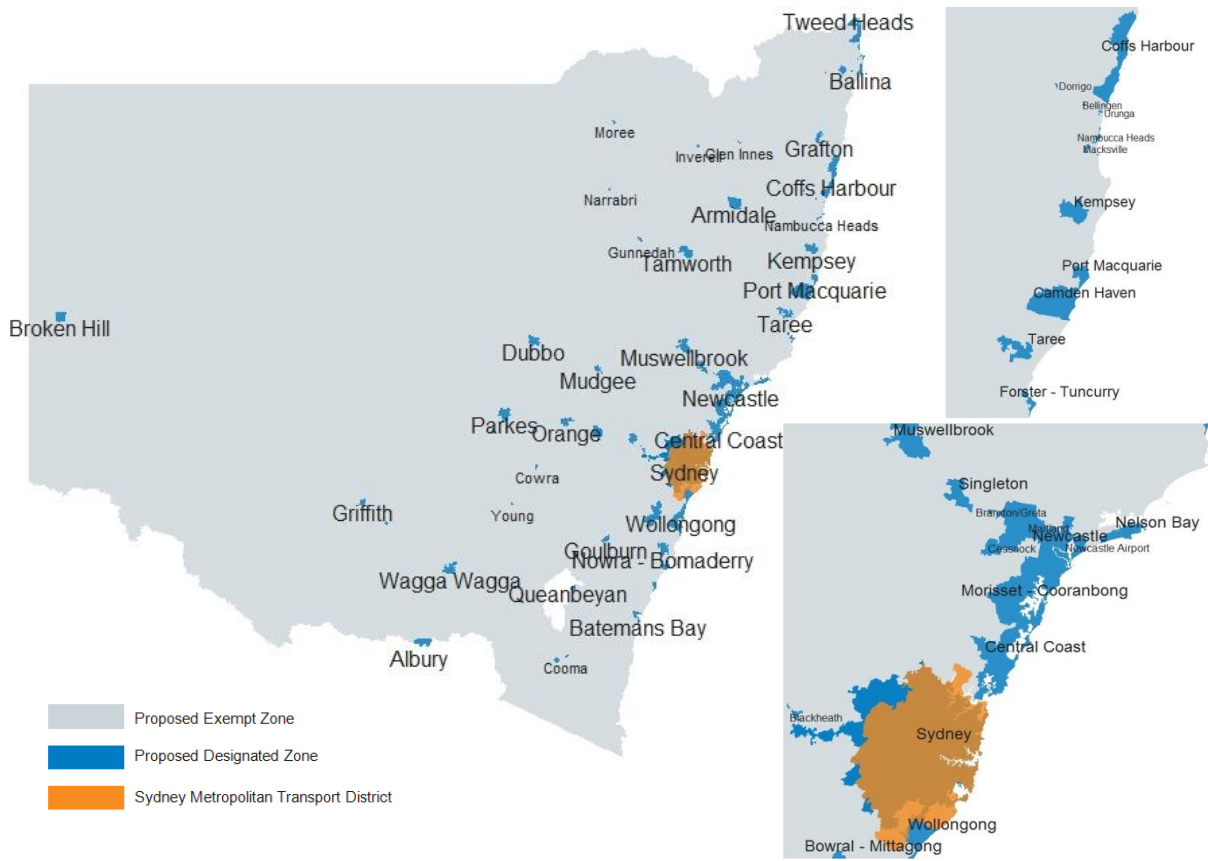 Tweed Heads
Ballina
Moree
Inverell
Glen Innes
Grafton
Narrabri
Armidale
Coffs Harbour
Nambucca Heads
Gunnedah
Tamworth
Kempsey
Port Macquarie
Broken Hill
Taree
Dubbo
Muswellbrook
Mudgee
Newcastle
Parkes
Orange
Central Coast
Cowra
Sydney
Griffith
Young
Wollongong
Goulburn
Nowra - Bomaderry
Wagga Wagga
Queanbeyan
Batemans Bay
Albury
Cooma
Proposed Exempt Zone
Proposed Designated Zone
Sydney Metropolitan Transport District
Coffs Harbour
Dorrigo
Bellingen
Urunga
Nambucca Heads
Macksville
Kempsey
Port Macquarie
Camden Haven
Taree
Forster - Tuncurry
Muswellbrook
Singleton
Branxton/Greta
Maitland
Nelson Bay
Newcastle
Cessnock
Newcastle Airport
Morisset - Cooranbong
Central Coast
Blackheath
Sydney
Wollongong
Bowral - Mittagong